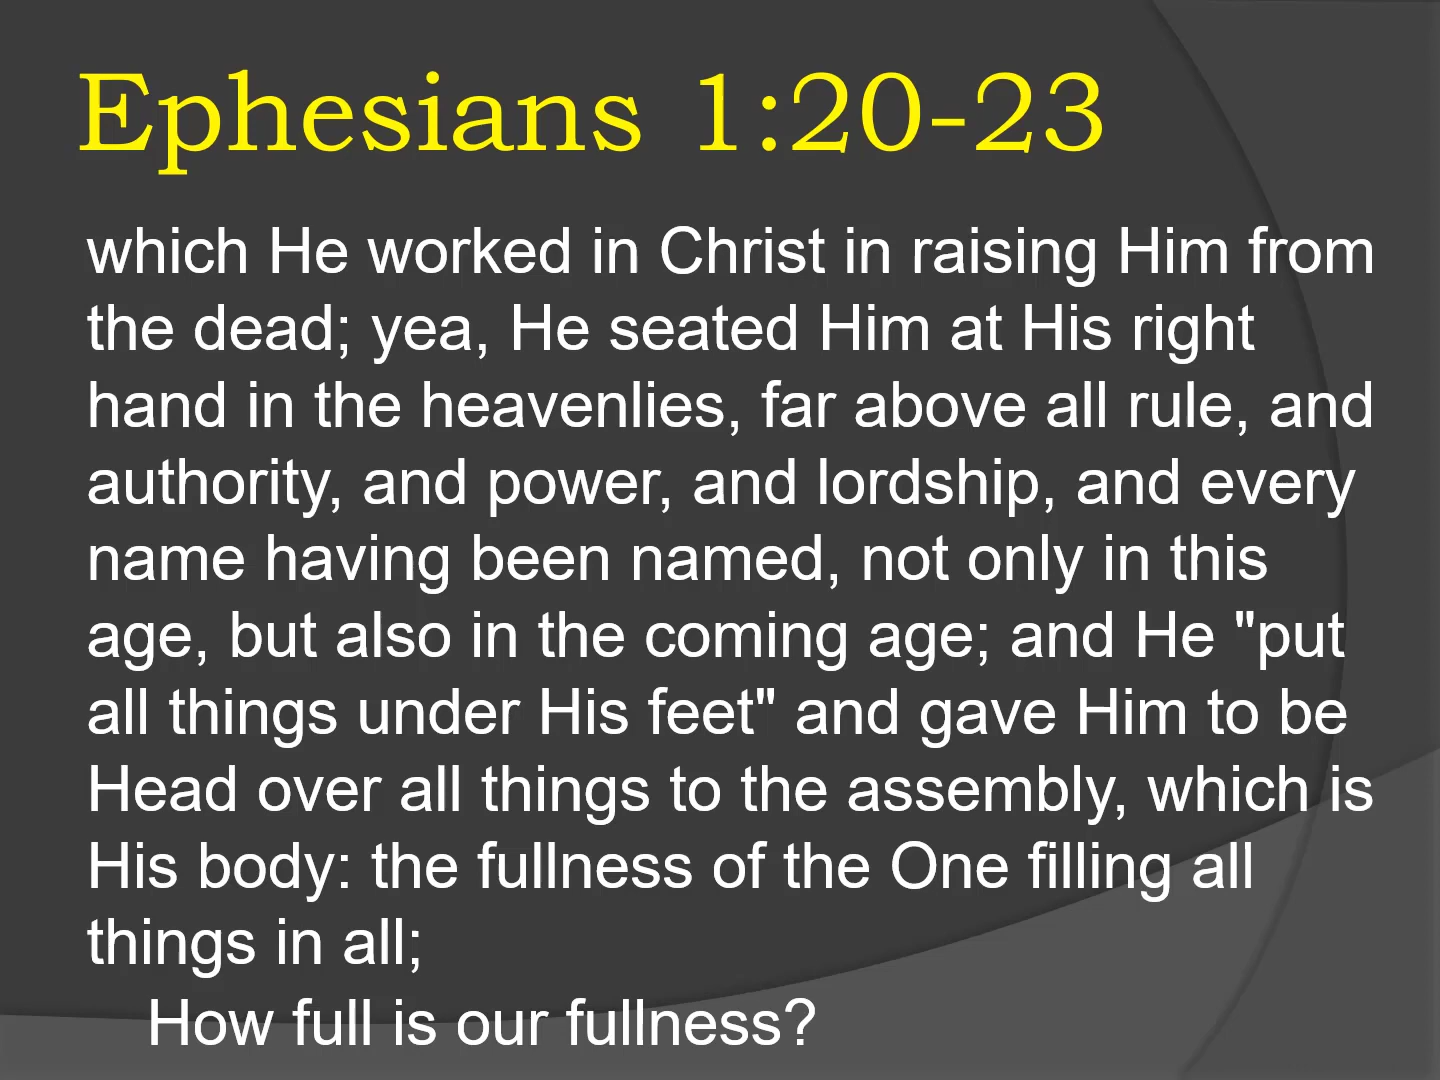 Ephesians 1:20-23
which He worked in Christ in raising Him from
the dead; yea, He seated Him at His right
hand in the heavenlies, far above all rule, and
authority, and power, and lordship, and every
name having been named, not only in this
age, but also in the coming age; and He "put
all things under His feet" and gave Him to be
Head over all things to the assembly, which is
His body: the fullness of the One filling all
things in all;
How full is our fullness?